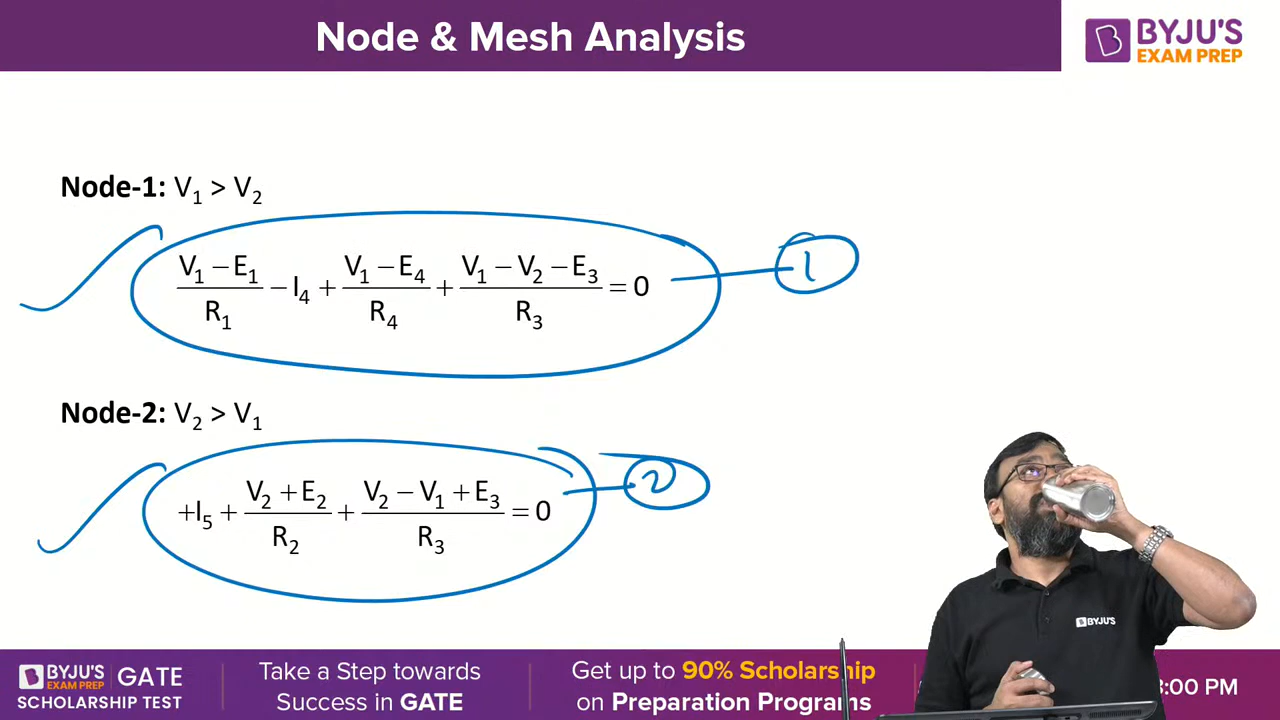 Node & Mesh Analysis
BYJU'S
EXAM PREP
Node-1: V₁ > V₂
(V₁ − E₁)/R₁ − I₄ + (V₁ − E₄)/R₄ + (V₁ − V₂ − E₃)/R₃ = 0
1
Node-2: V₂ > V₁
+I₅ + (V₂ + E₂)/R₂ + (V₂ − V₁ + E₃)/R₃ = 0
2
BYJU'S
BYJU'S
EXAM PREP
GATE
SCHOLARSHIP TEST
Take a Step towards
Success in GATE
Get up to 90% Scholarship
on Preparation Programs
:00 PM